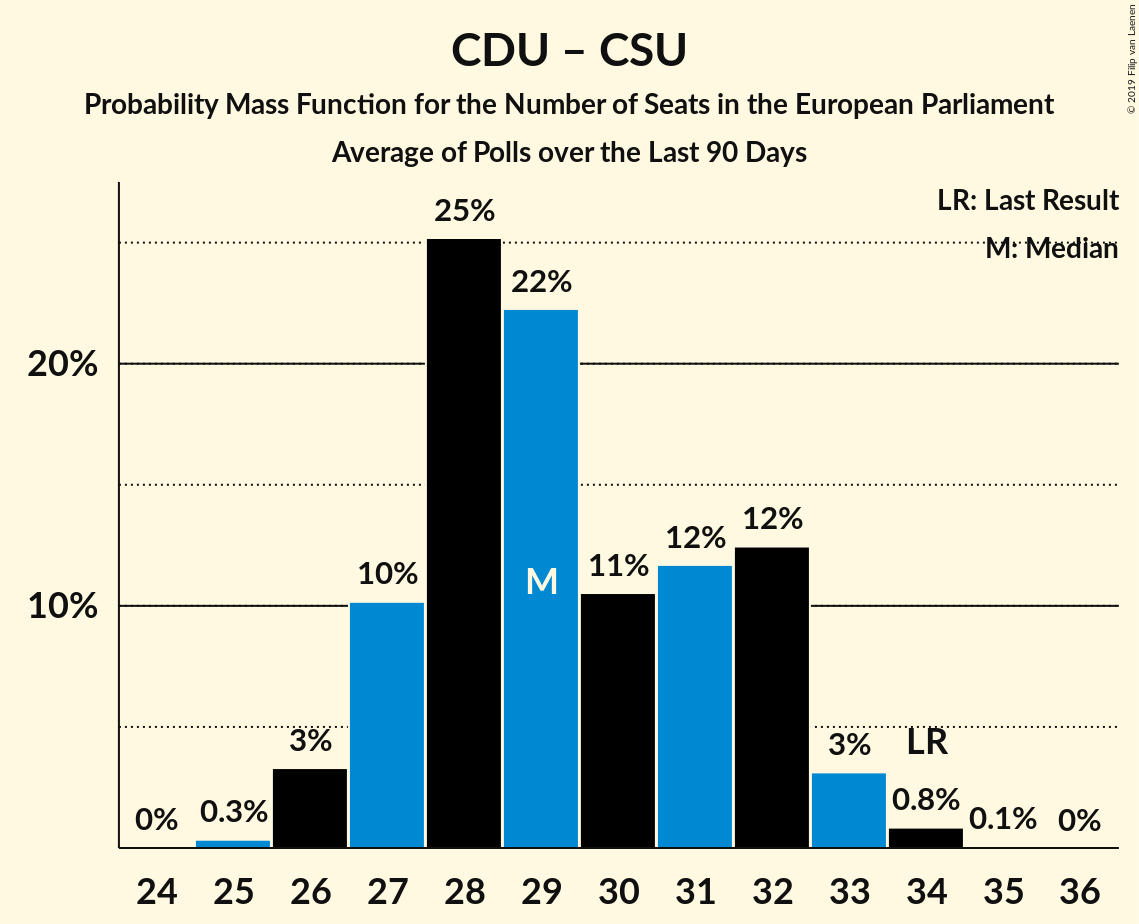 CDU – CSU
Probability Mass Function for the Number of Seats in the European Parliament
Average of Polls over the Last 90 Days
© 2019 Filip van Laenen
LR: Last Result
M: Median
25%
22%
20%
12%
12%
11%
10%
M
10%
3%
3%
LR
0.8%
0.3%
0.1%
0%
0%
24 25 26 27 28 29 30 31 32 33 34 35 36